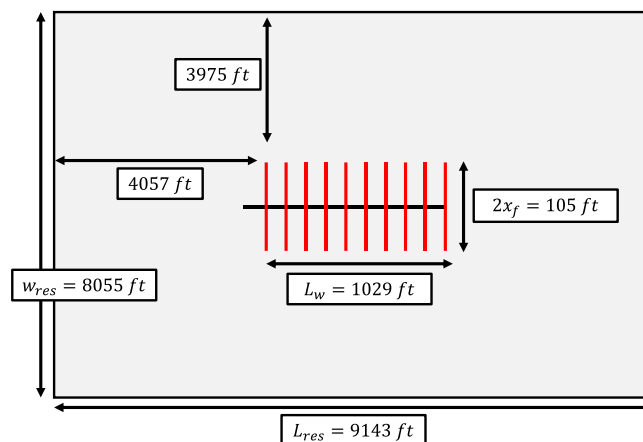 3975 ft
4057 ft
2x_f = 105 ft
w_res = 8055 ft
L_w = 1029 ft
L_res = 9143 ft